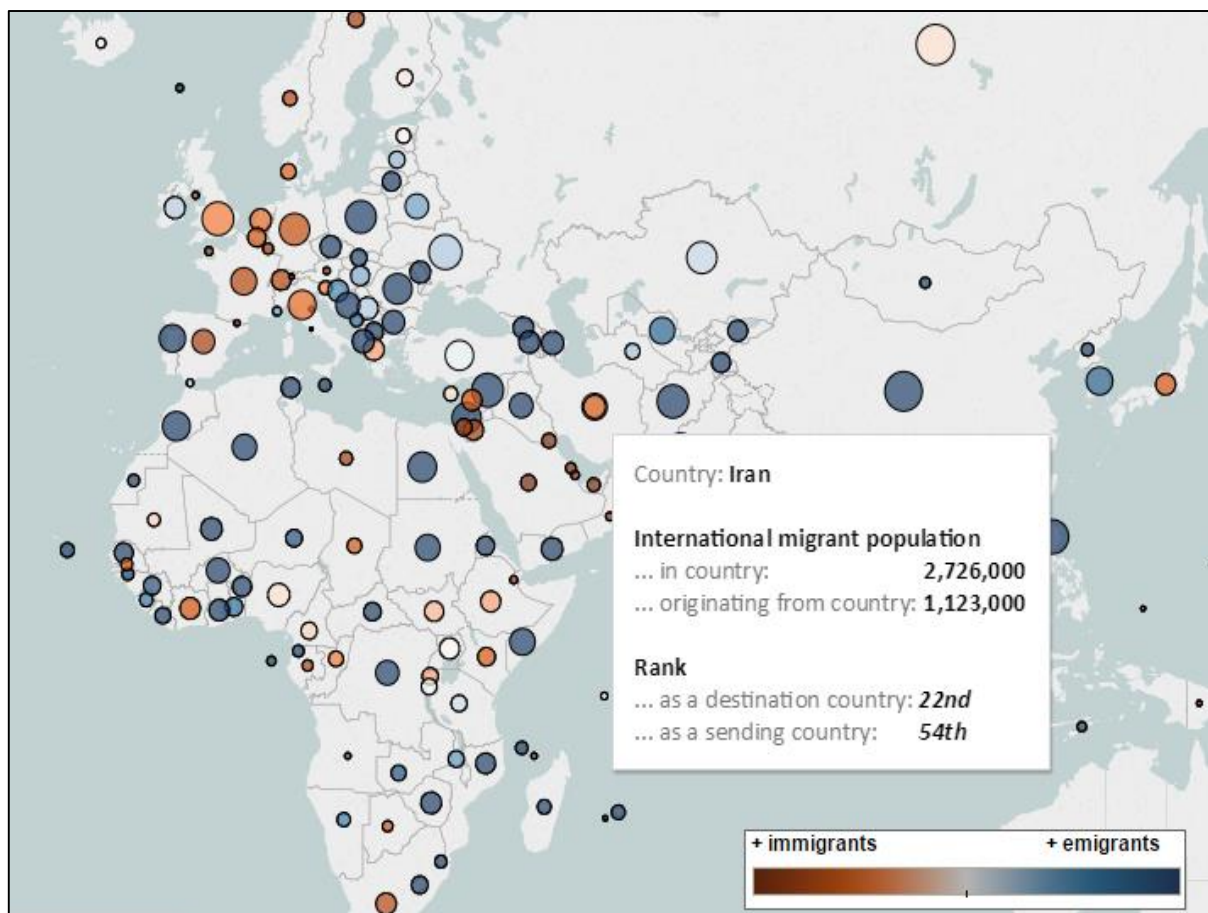 Country: Iran
International migrant population
... in country: 2,726,000
... originating from country: 1,123,000
Rank
... as a destination country: 22nd
... as a sending country: 54th
+ immigrants + emigrants